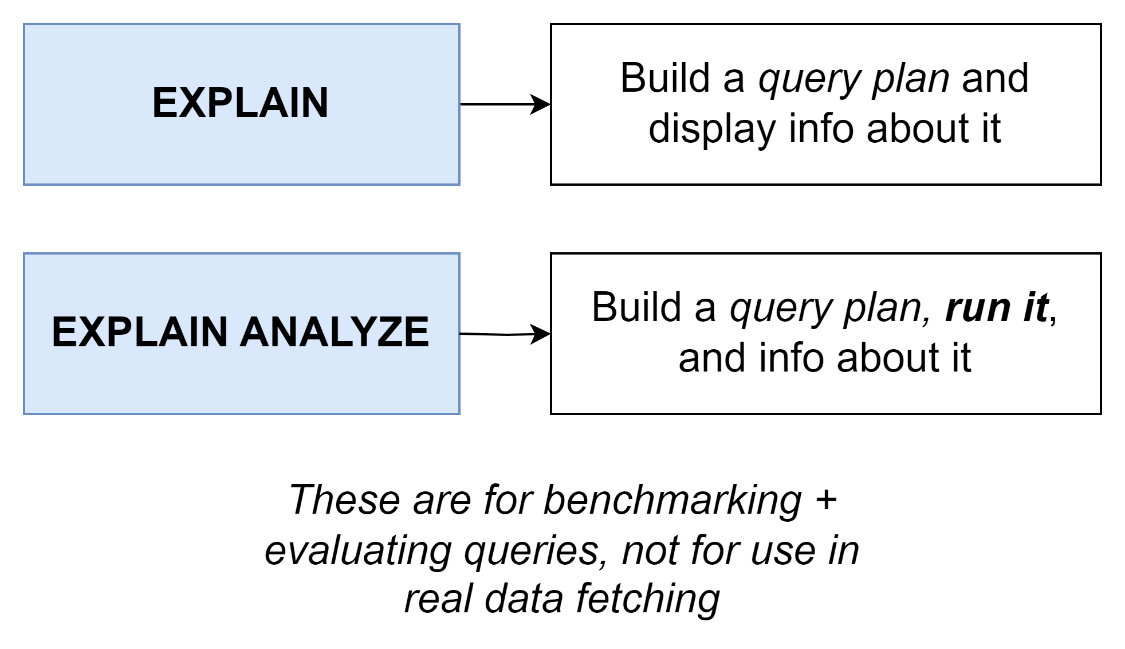 EXPLAIN
Build a query plan and
display info about it
EXPLAIN ANALYZE
Build a query plan, run it,
and info about it
These are for benchmarking +
evaluating queries, not for use in
real data fetching